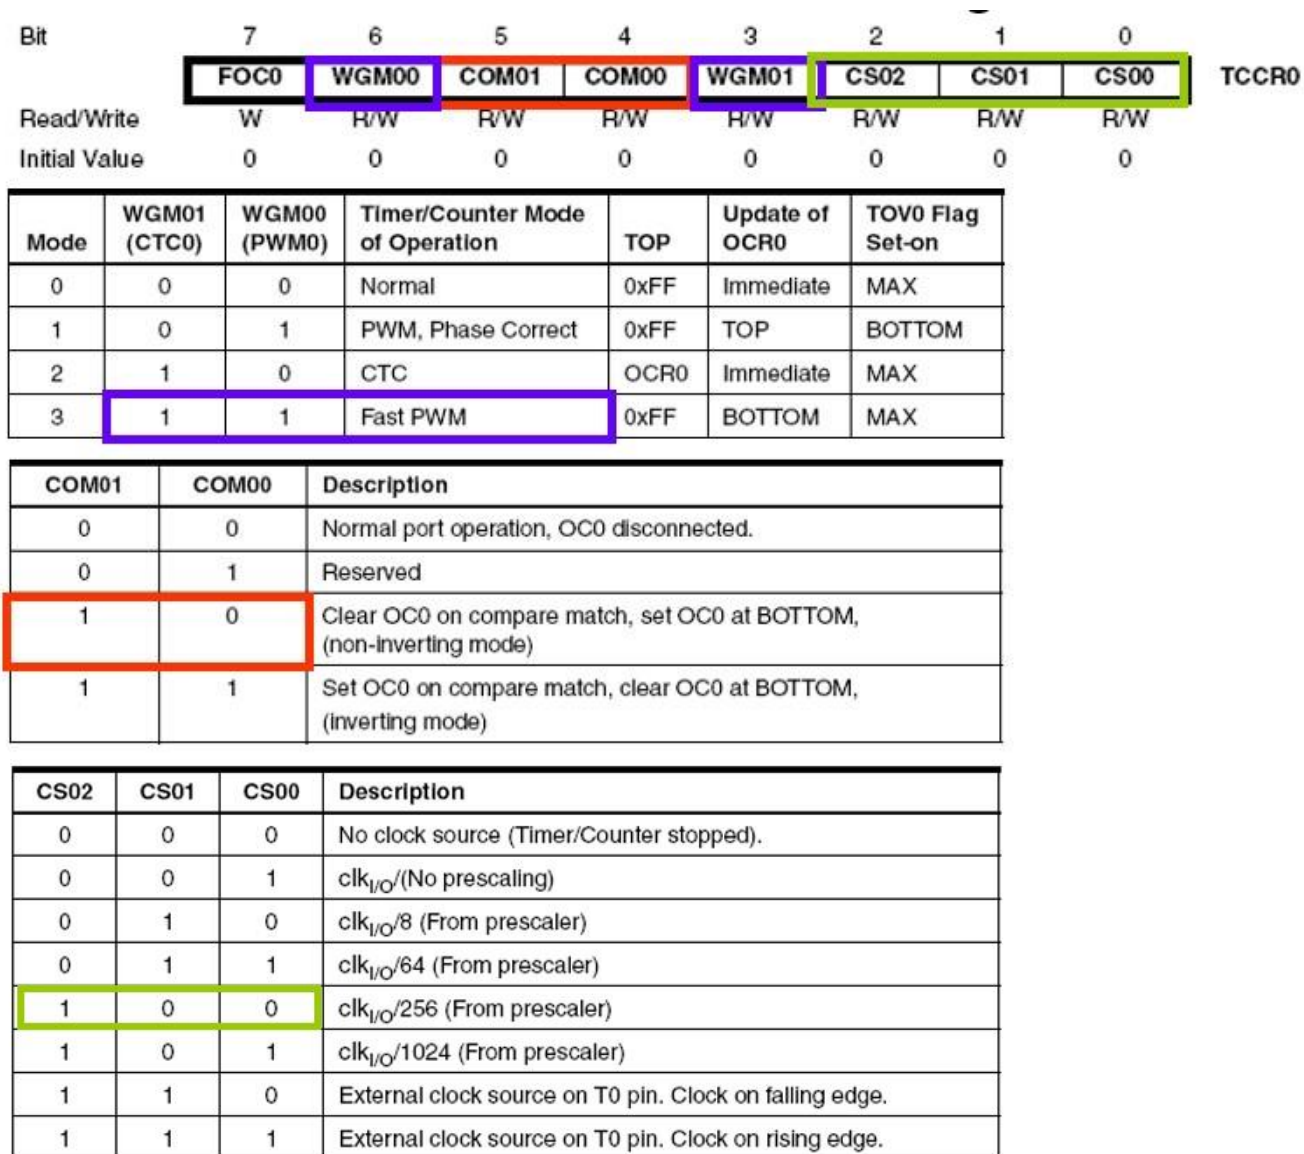 Bit 7 6 5 4 3 2 1 0
FOC0 WGM00 COM01 COM00 WGM01 CS02 CS01 CS00 TCCR0
Read/Write W R/W R/W R/W R/W R/W R/W R/W
Initial Value 0 0 0 0 0 0 0 0
Mode WGM01 (CTC0) WGM00 (PWM0) Timer/Counter Mode of Operation TOP Update of OCR0 TOV0 Flag Set-on
0 0 0 Normal 0xFF Immediate MAX
1 0 1 PWM, Phase Correct 0xFF TOP BOTTOM
2 1 0 CTC OCR0 Immediate MAX
3 1 1 Fast PWM 0xFF BOTTOM MAX
COM01 COM00 Description
0 0 Normal port operation, OC0 disconnected.
0 1 Reserved
1 0 Clear OC0 on compare match, set OC0 at BOTTOM,
(non-inverting mode)
1 1 Set OC0 on compare match, clear OC0 at BOTTOM,
(inverting mode)
CS02 CS01 CS00 Description
0 0 0 No clock source (Timer/Counter stopped).
0 0 1 clkI/O/(No prescaling)
0 1 0 clkI/O/8 (From prescaler)
0 1 1 clkI/O/64 (From prescaler)
1 0 0 clkI/O/256 (From prescaler)
1 0 1 clkI/O/1024 (From prescaler)
1 1 0 External clock source on T0 pin. Clock on falling edge.
1 1 1 External clock source on T0 pin. Clock on rising edge.